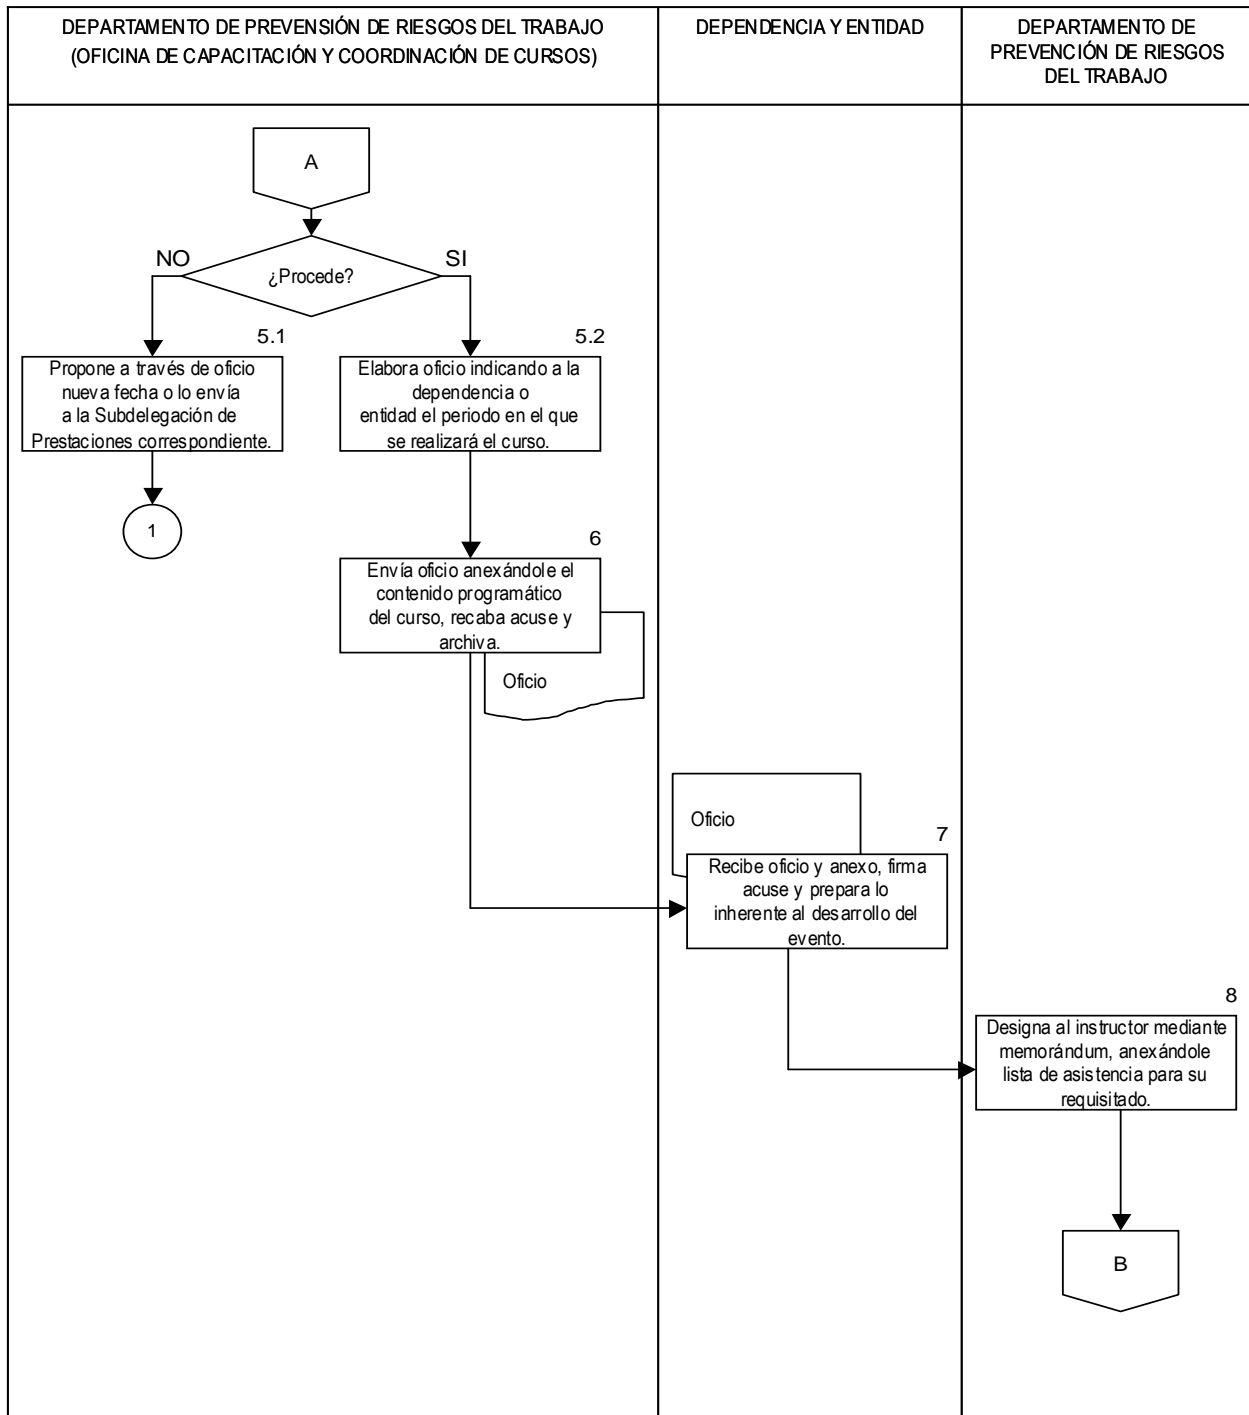 DEPARTAMENTO DE PREVENSIÓN DE RIESGOS DEL TRABAJO
(OFICINA DE CAPACITACIÓN Y COORDINACIÓN DE CURSOS)
DEPENDENCIA Y ENTIDAD
DEPARTAMENTO DE
PREVENCIÓN DE RIESGOS
DEL TRABAJO
A
¿Procede?
NO
SI
5.1
Propone a través de oficio
nueva fecha o lo envía
a la Subdelegación de
Prestaciones correspondiente.
1
5.2
Elabora oficio indicando a la
dependencia o
entidad el periodo en el que
se realizará el curso.
6
Envía oficio anexándole el
contenido programático
del curso, recaba acuse y
archiva.
Oficio
Oficio
7
Recibe oficio y anexo, firma
acuse y prepara lo
inherente al desarrollo del
evento.
8
Designa al instructor mediante
memorándum, anexándole
lista de asistencia para su
requisitado.
B